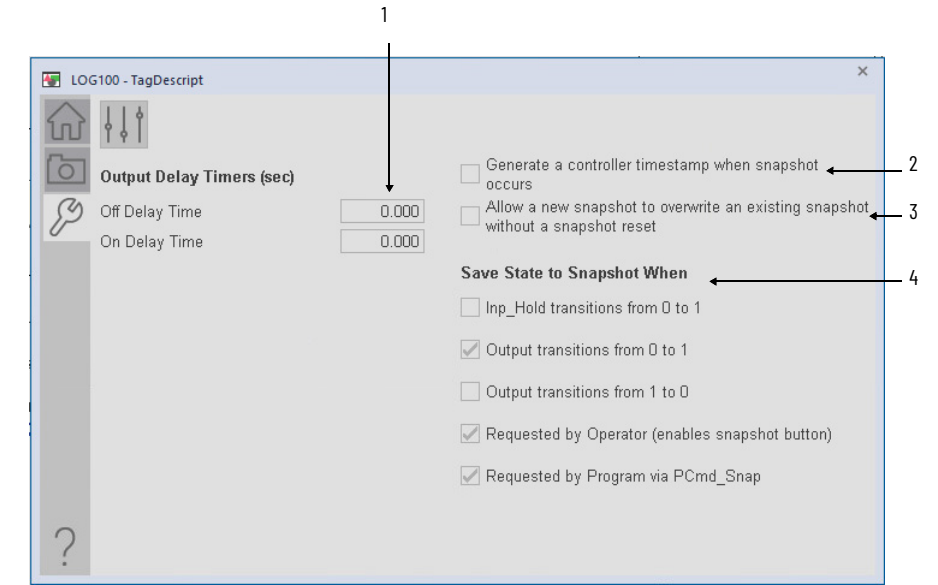 1
LOG100 - TagDescript
Output Delay Timers (sec)
Off Delay Time 0.000
On Delay Time 0.000
Generate a controller timestamp when snapshot
occurs
2
Allow a new snapshot to overwrite an existing snapshot
without a snapshot reset
3
Save State to Snapshot When
4
Inp_Hold transitions from 0 to 1
Output transitions from 0 to 1
Output transitions from 1 to 0
Requested by Operator (enables snapshot button)
Requested by Program via PCmd_Snap
?